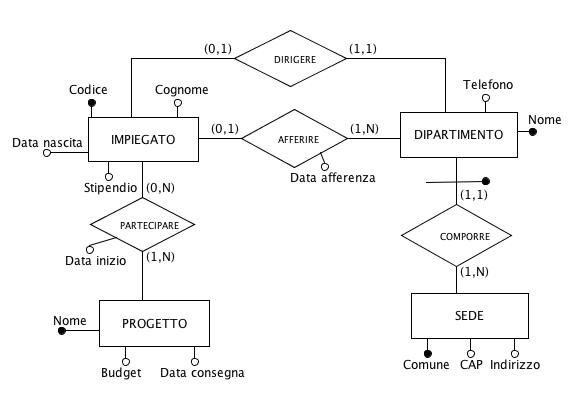 (0,1)
(1,1)
DIRIGERE
Codice
Cognome
Telefono
Nome
Data nascita
IMPIEGATO
(0,1)
AFFERIRE
(1,N)
DIPARTIMENTO
Stipendio
(0,N)
Data afferenza
(1,1)
PARTECIPARE
COMPORRE
Data inizio
(1,N)
(1,N)
Nome
PROGETTO
SEDE
Budget
Data consegna
Comune
CAP
Indirizzo